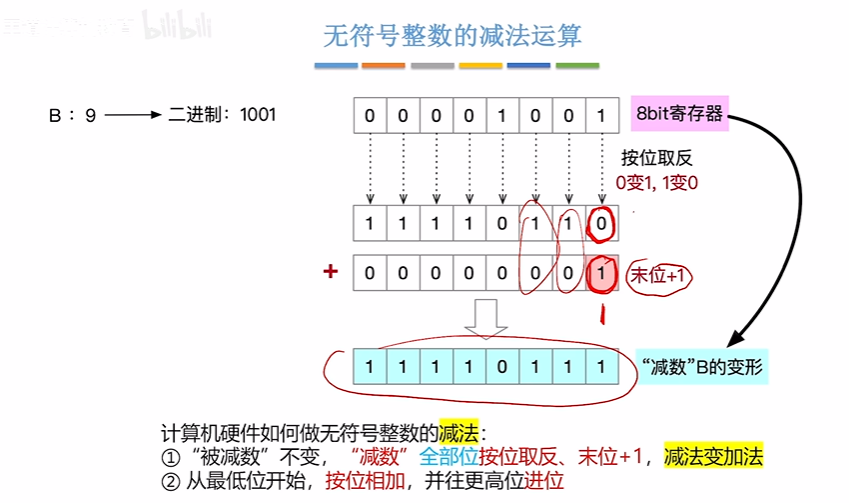 bilibili
无符号整数的减法运算
B：9 二进制：1001
0 0 0 0 1 0 0 1
8bit寄存器
按位取反
0变1, 1变0
1 1 1 1 0 1 1 0
+ 0 0 0 0 0 0 0 1 末位+1
1
1 1 1 1 0 1 1 1 “减数”B的变形
计算机硬件如何做无符号整数的减法：
①“被减数”不变，“减数”全部位按位取反、末位+1，减法变加法
② 从最低位开始，按位相加，并往更高位进位